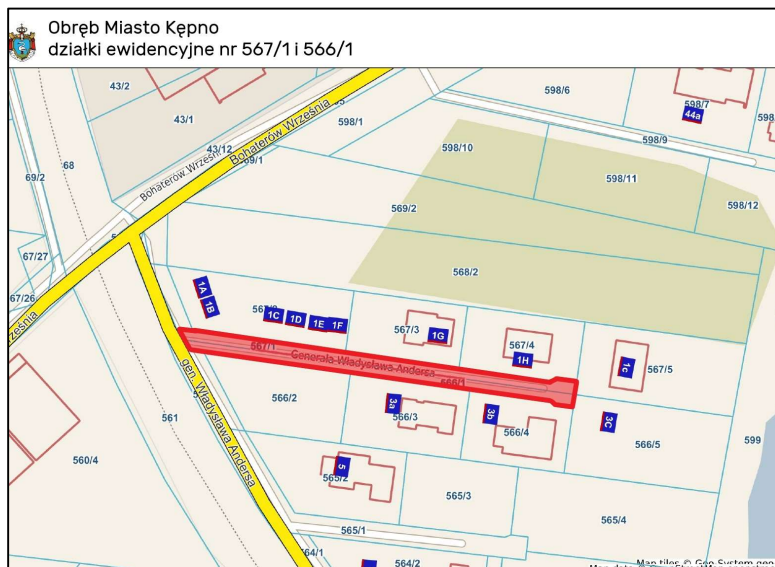 Obręb Miasto Kępno
działki ewidencyjne nr 567/1 i 566/1
43/2
43/1
43/12
598/6
598/7
44a
598/1
598/9
69/1
68
69/2
Bohaterów Wrześni
Bohaterów Września
598/10
598/11
598/12
569/2
67/27
67/26
568/2
1A
1B
1C
1D
1E
1F
567/3
1G
567/4
1H
1c
567/5
567/1
Generała Władysława Andersa
566/1
gen. Władysława Andersa
566/2
3a
566/3
3b
566/4
3C
566/5
599
561
560/4
5
565/2
565/3
565/4
565/1
564/1
564/2